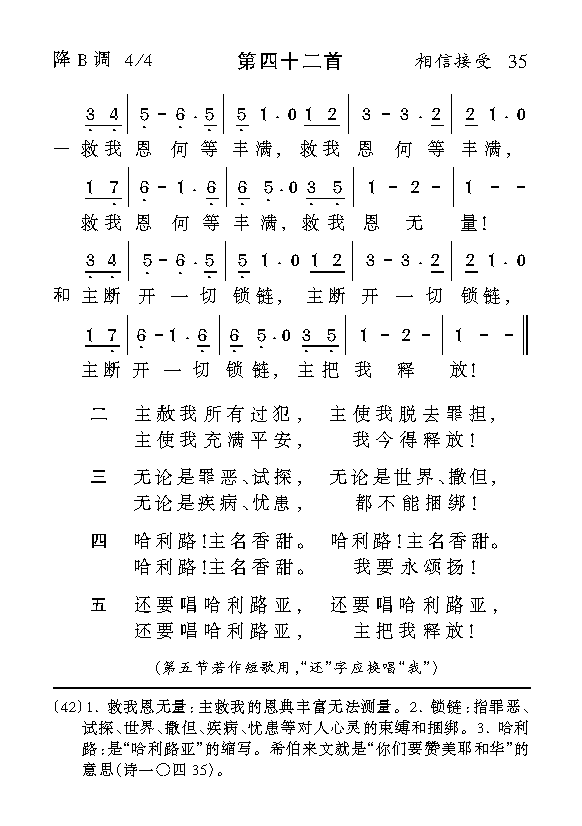 降B调 4/4 第四十二首 相信接受 35
3 4 | 5 - 6 . 5 | 5 1 . 0 1 2 | 3 - 3 . 2 | 2 1 . 0
一 救我 恩 何 等 丰满, 救我 恩 何 等 丰满,
1 7 | 6 - 1 . 6 | 6 5 . 0 3 5 | 1 - 2 - | 1 - -
救我 恩 何等 丰满, 救我 恩 无 量!
3 4 | 5 - 6 . 5 | 5 1 . 0 1 2 | 3 - 3 . 2 | 2 1 . 0
和 主断 开 一切 锁链, 主断 开 一切 锁链,
1 7 | 6 - 1 . 6 | 6 5 . 0 3 5 | 1 - 2 - | 1 - - ‖
主断 开 一切 锁链, 主把 我 释 放!
二 主赦我所有过犯, 主使我脱去罪担,
主使我充满平安, 我今得释放!
三 无论是罪恶、试探, 无论是世界、撒但,
无论是疾病、忧患, 都不能捆绑!
四 哈利路!主名香甜。 哈利路!主名香甜。
哈利路!主名香甜。 我要永颂扬!
五 还要唱哈利路亚, 还要唱哈利路亚,
还要唱哈利路亚, 主把我释放!
(第五节若作短歌用,“还”字应换唱“我”)
〔42〕1. 救我恩无量:主救我的恩典丰富无法测量。2. 锁链:指罪恶、
试探、世界、撒但、疾病、忧患等对人心灵的束缚和捆绑。3. 哈利
路:是“哈利路亚”的缩写。希伯来文就是“你们要赞美耶和华”的
意思(诗一〇四35)。